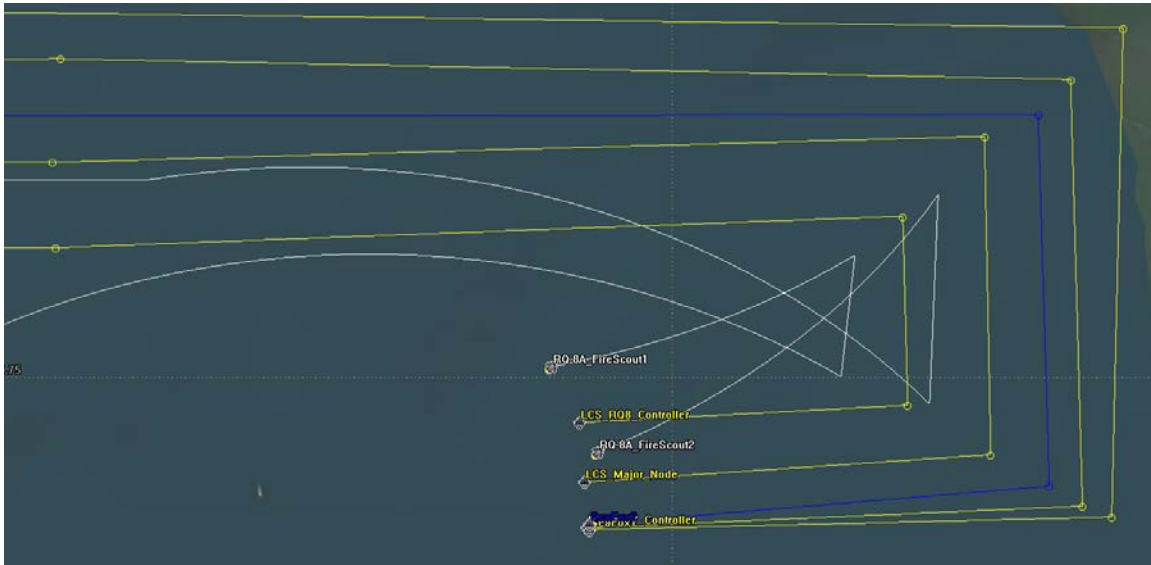 RQ-8A_FireScout1
-75
LCS_RQ8_Controller
RQ-8A_FireScout2
LCS_Major_Node
Controller